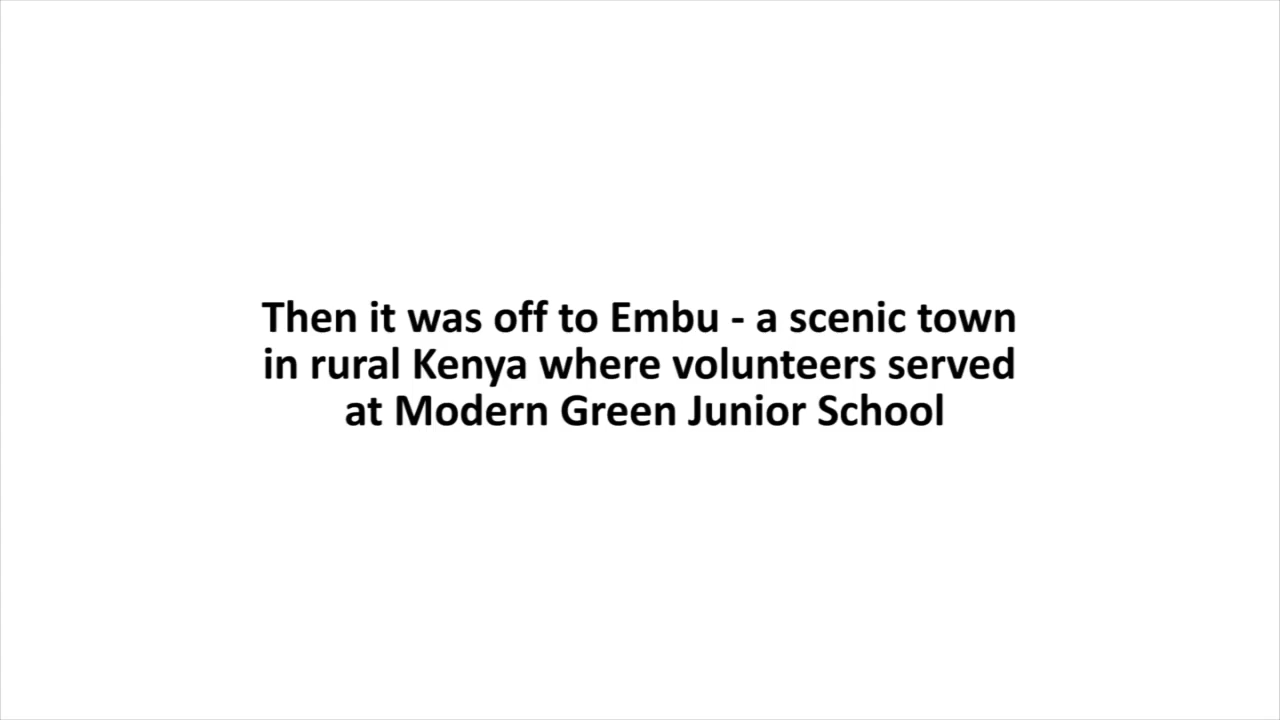 Then it was off to Embu - a scenic town
in rural Kenya where volunteers served
at Modern Green Junior School